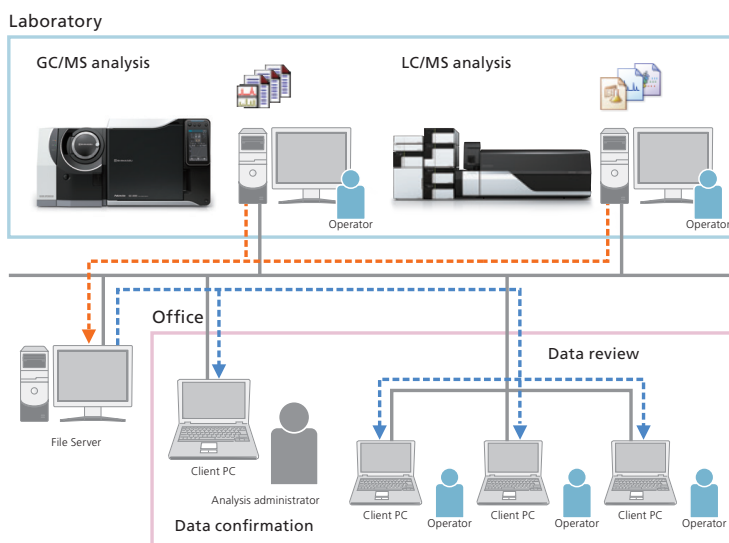 Laboratory
GC/MS analysis
LC/MS analysis
Operator
Operator
Office
Data review
File Server
Client PC
Analysis administrator
Data confirmation
Client PC
Operator
Client PC
Operator
Client PC
Operator